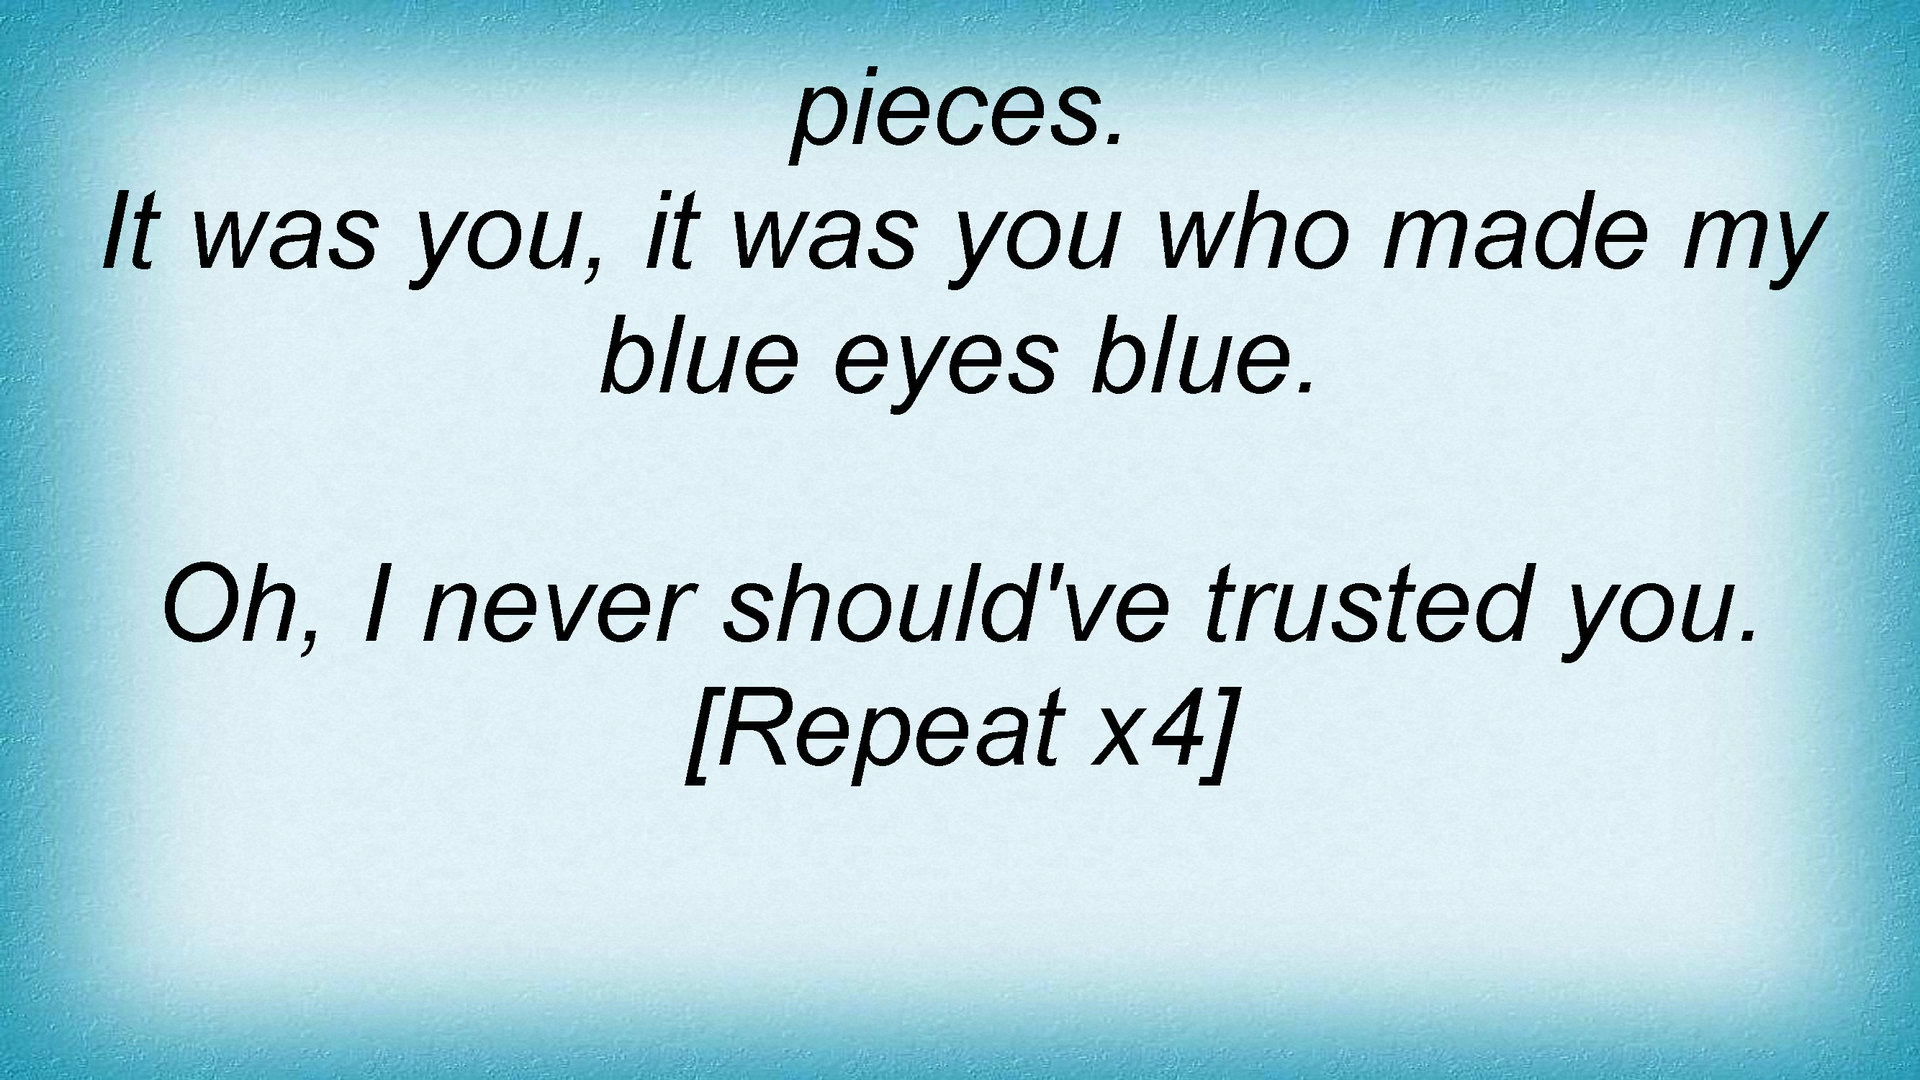 pieces.
It was you, it was you who made my
blue eyes blue.
Oh, I never should've trusted you.
[Repeat x4]